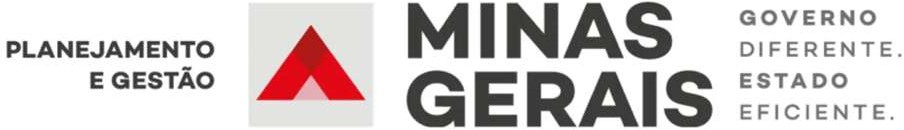 PLANEJAMENTO
E GESTÃO
MINAS
GERAIS
GOVERNO
DIFERENTE.
ESTADO
EFICIENTE.